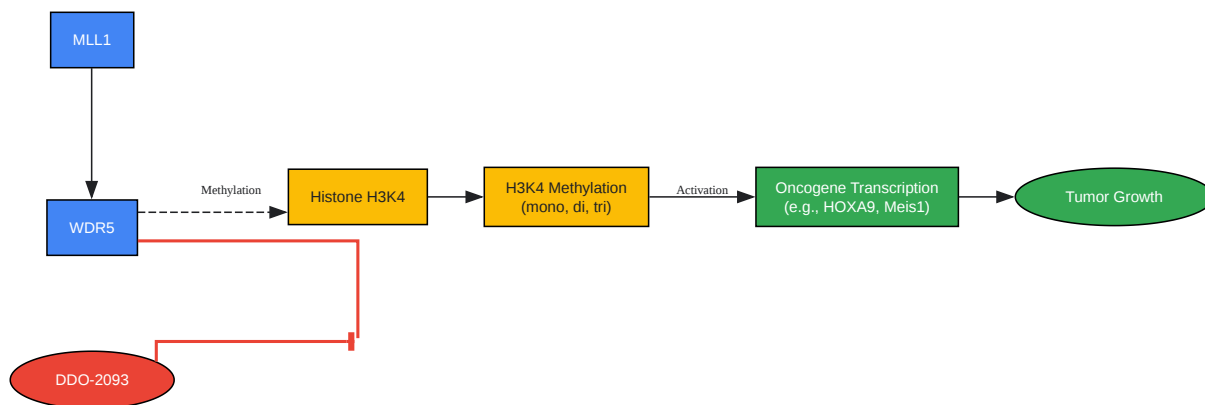 MLL1
WDR5
Methylation
Histone H3K4
H3K4 Methylation
(mono, di, tri)
Activation
Oncogene Transcription
(e.g., HOXA9, Meis1)
Tumor Growth
DDO-2093